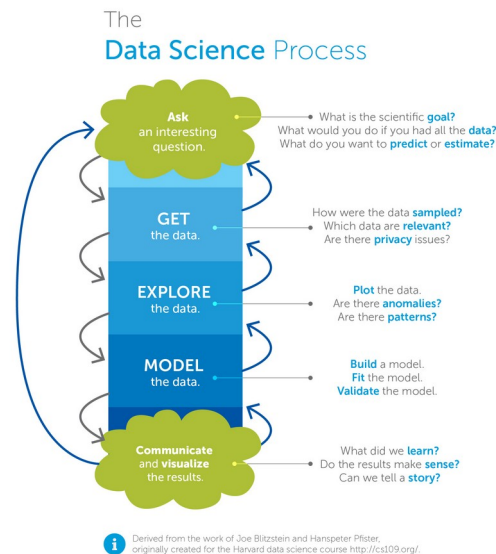 The
Data Science Process
Ask
an interesting
question.
What is the scientific goal?
What would you do if you had all the data?
What do you want to predict or estimate?
GET
the data.
How were the data sampled?
Which data are relevant?
Are there privacy issues?
EXPLORE
the data.
Plot the data.
Are there anomalies?
Are there patterns?
MODEL
the data.
Build a model.
Fit the model.
Validate the model.
Communicate
and visualize
the results.
What did we learn?
Do the results make sense?
Can we tell a story?
i
Derived from the work of Joe Blitzstein and Hanspeter Pfister,
originally created for the Harvard data science course http://cs109.org/.